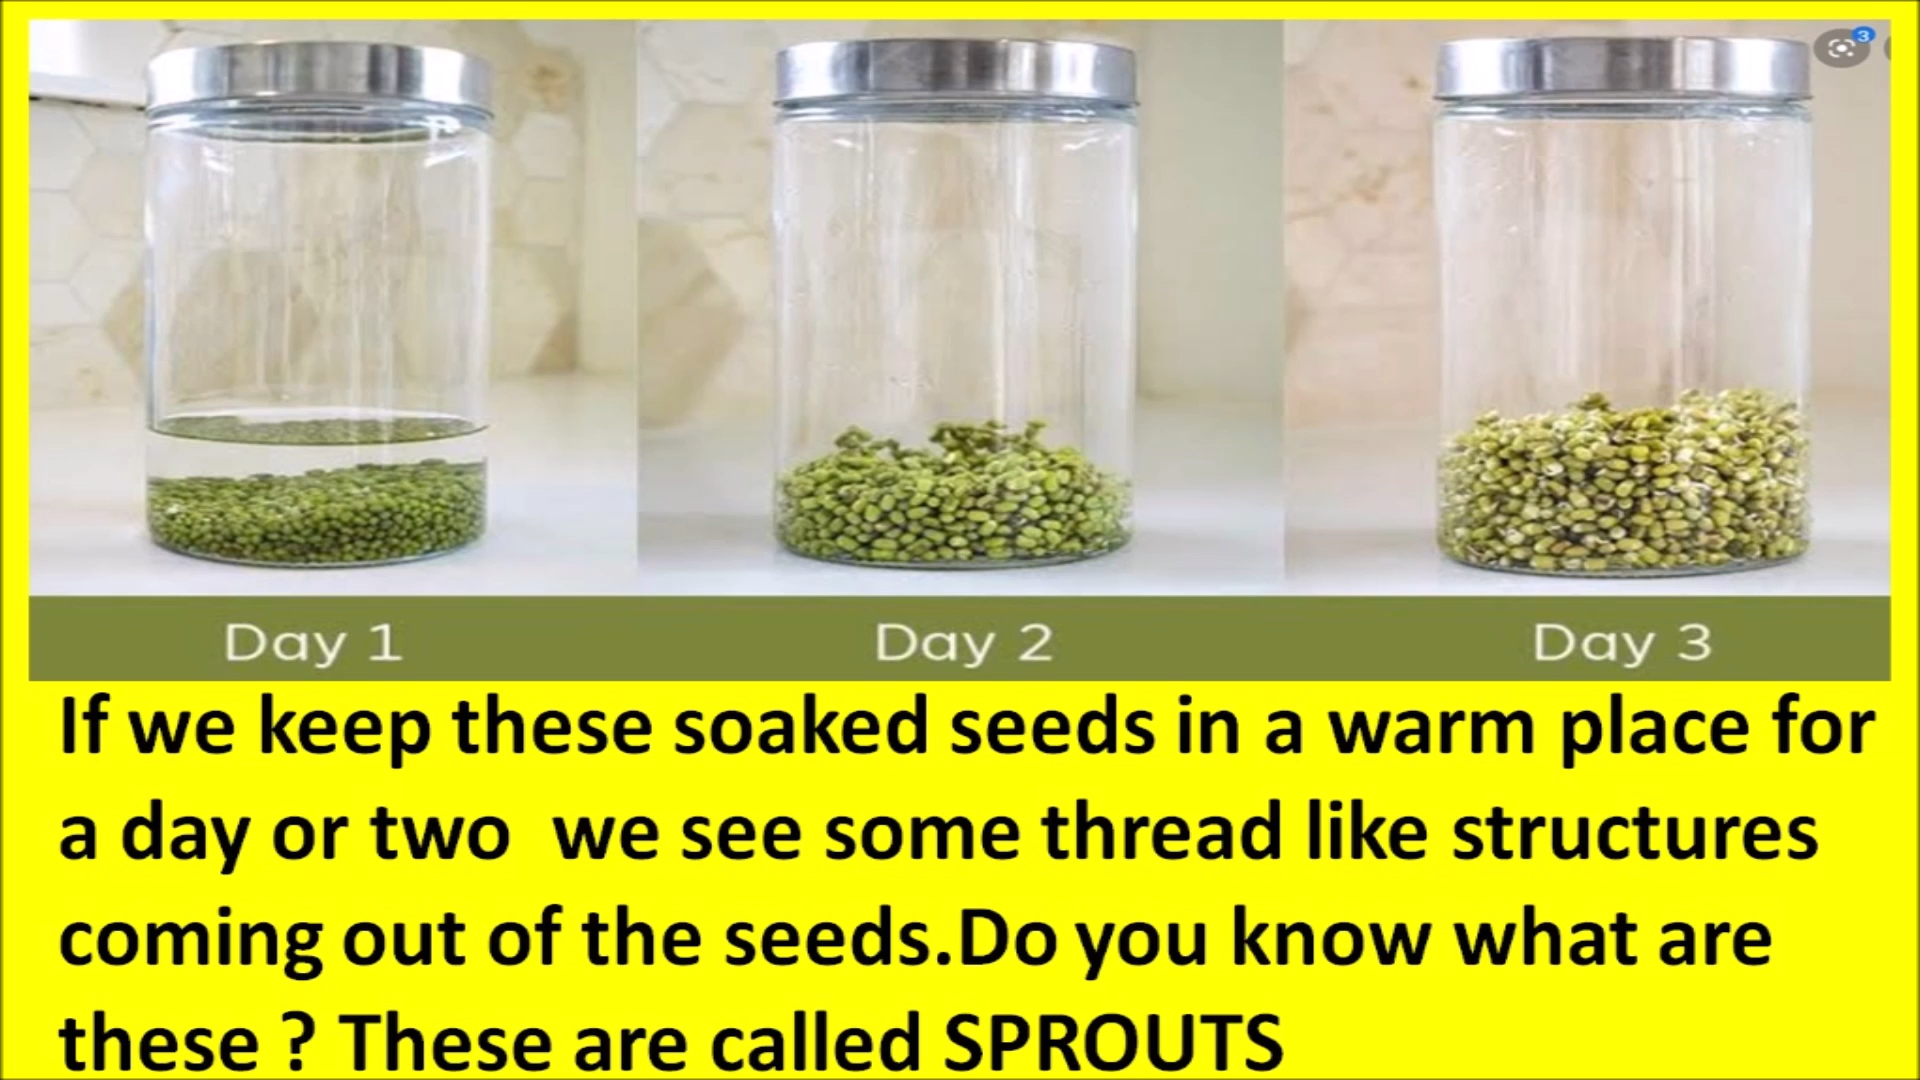 3
Day 1 Day 2 Day 3
If we keep these soaked seeds in a warm place for
a day or two  we see some thread like structures
coming out of the seeds.Do you know what are
these ? These are called SPROUTS